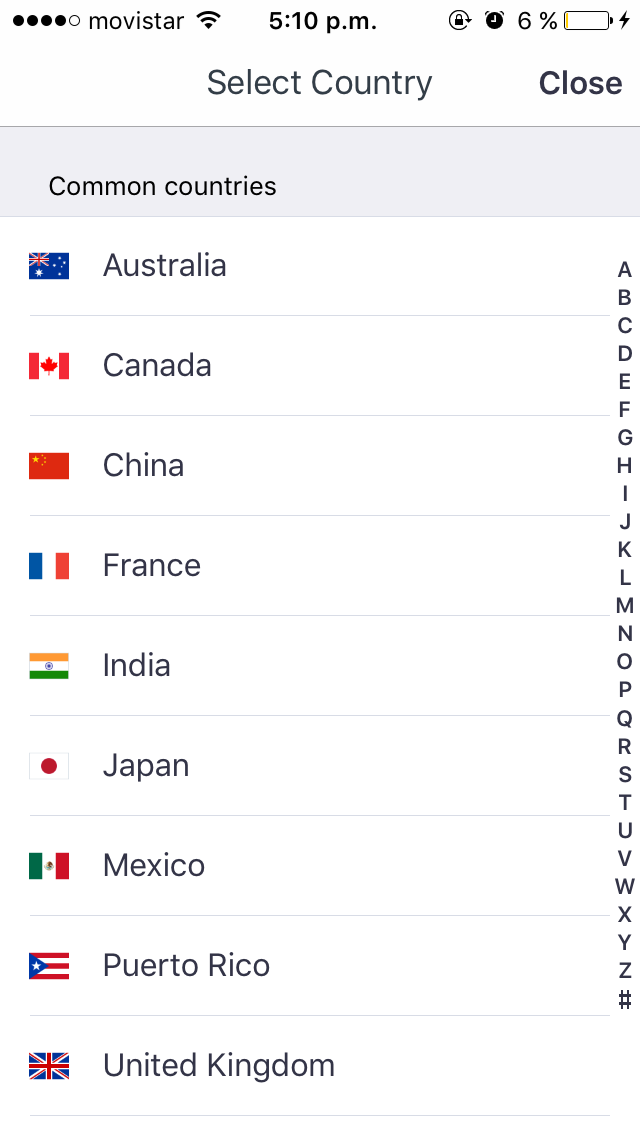 movistar 5:10 p.m. 6 %
Select Country Close
Common countries
Australia
Canada
China
France
India
Japan
Mexico
Puerto Rico
United Kingdom
A
B
C
D
E
F
G
H
I
J
K
L
M
N
O
P
Q
R
S
T
U
V
W
X
Y
Z
#